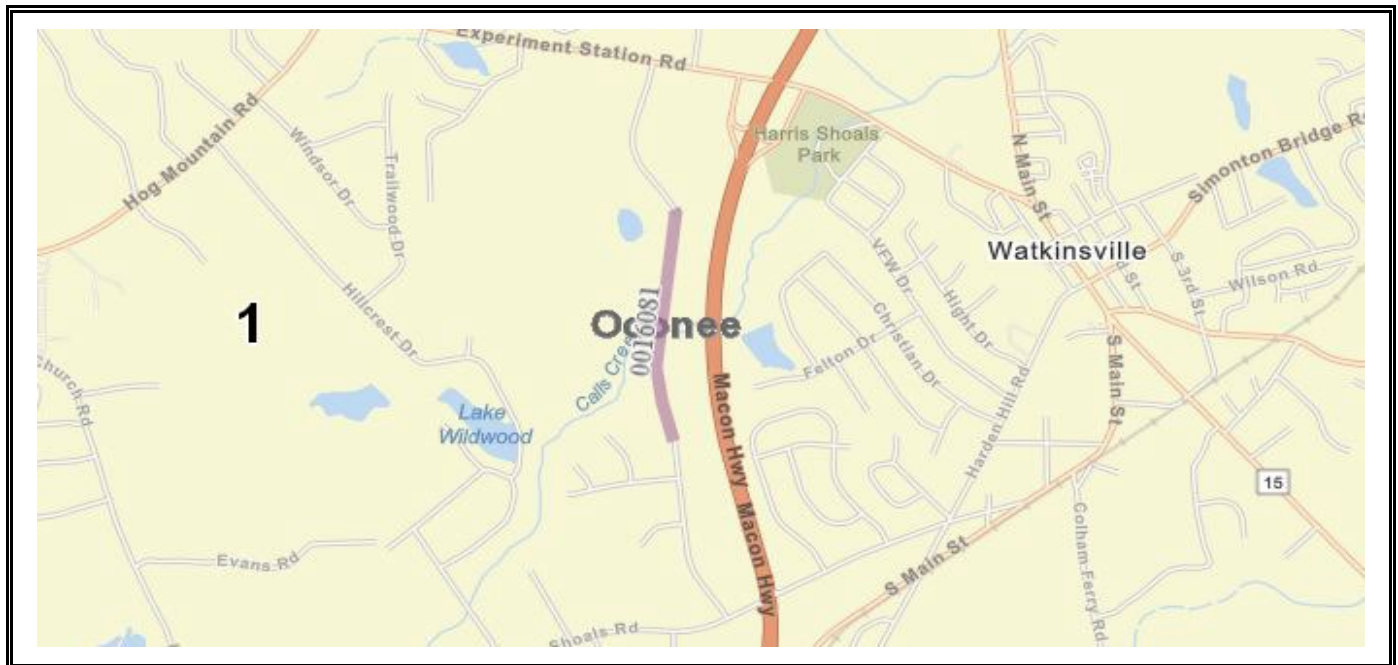 Experiment Station Rd
Hog Mountain Rd
Windsor Dr
Trailwood Dr
Harris Shoals
Park
N Main St
Simonton Bridge
Watkinsville
S 3rd St
Wilson Rd
VFW Dr
Hight Dr
Christian Dr
Felton Dr
Hillcrest Dr
1
Oconee
0016081
Calls Creek
Church Rd
Lake
Wildwood
Macon Hwy
Macon Hwy
S Main St
Harden Hill Rd
15
Evans Rd
S Main St
Colham Ferry Rd
Shoals Rd